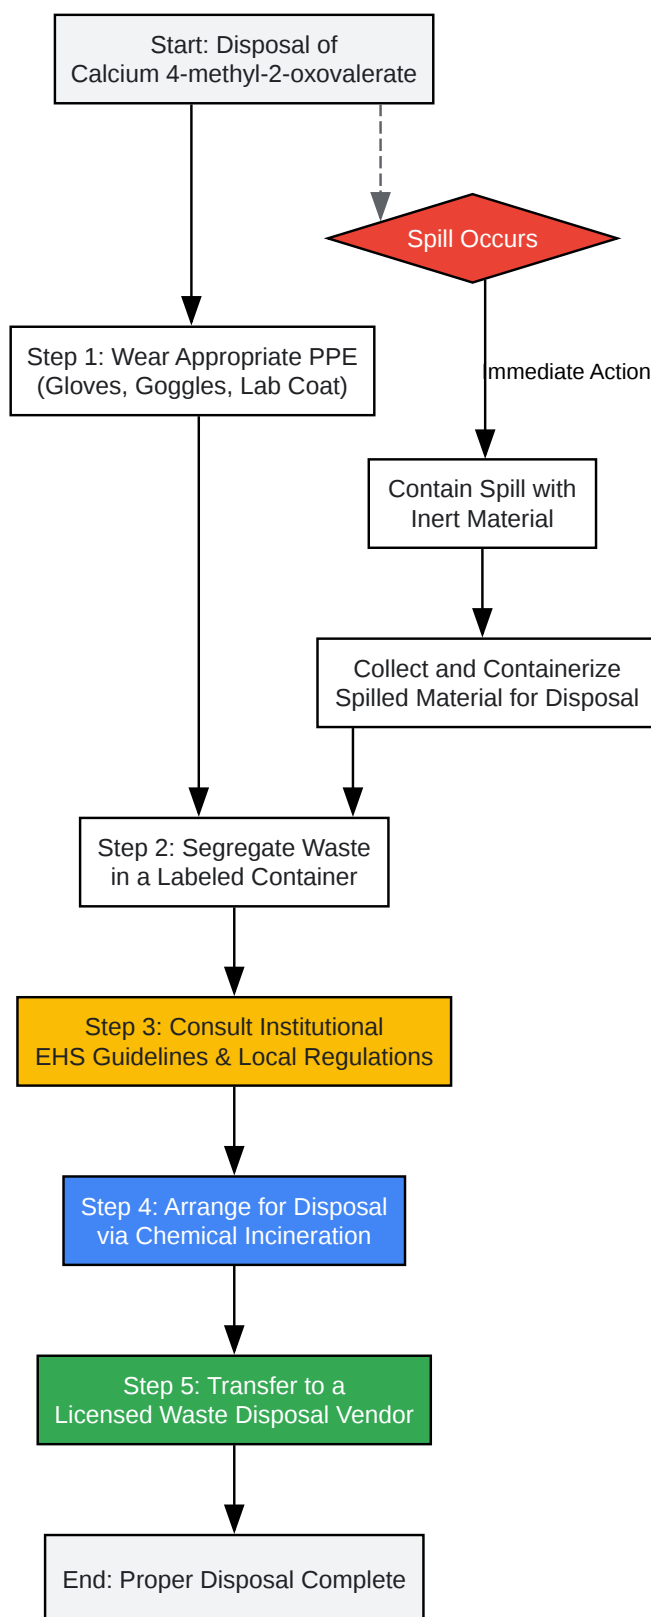 Start: Disposal of
Calcium 4-methyl-2-oxovalerate
Spill Occurs
Step 1: Wear Appropriate PPE
(Gloves, Goggles, Lab Coat)
Immediate Action
Contain Spill with
Inert Material
Collect and Containerize
Spilled Material for Disposal
Step 2: Segregate Waste
in a Labeled Container
Step 3: Consult Institutional
EHS Guidelines & Local Regulations
Step 4: Arrange for Disposal
via Chemical Incineration
Step 5: Transfer to a
Licensed Waste Disposal Vendor
End: Proper Disposal Complete